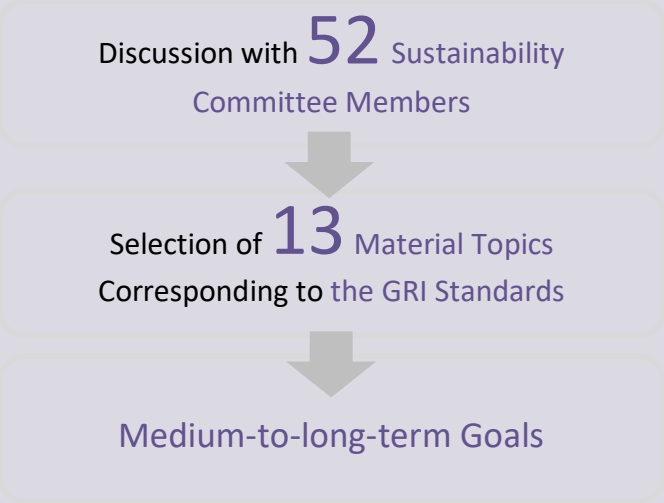 Discussion with 52 Sustainability
Committee Members
Selection of 13 Material Topics
Corresponding to the GRI Standards
Medium-to-long-term Goals